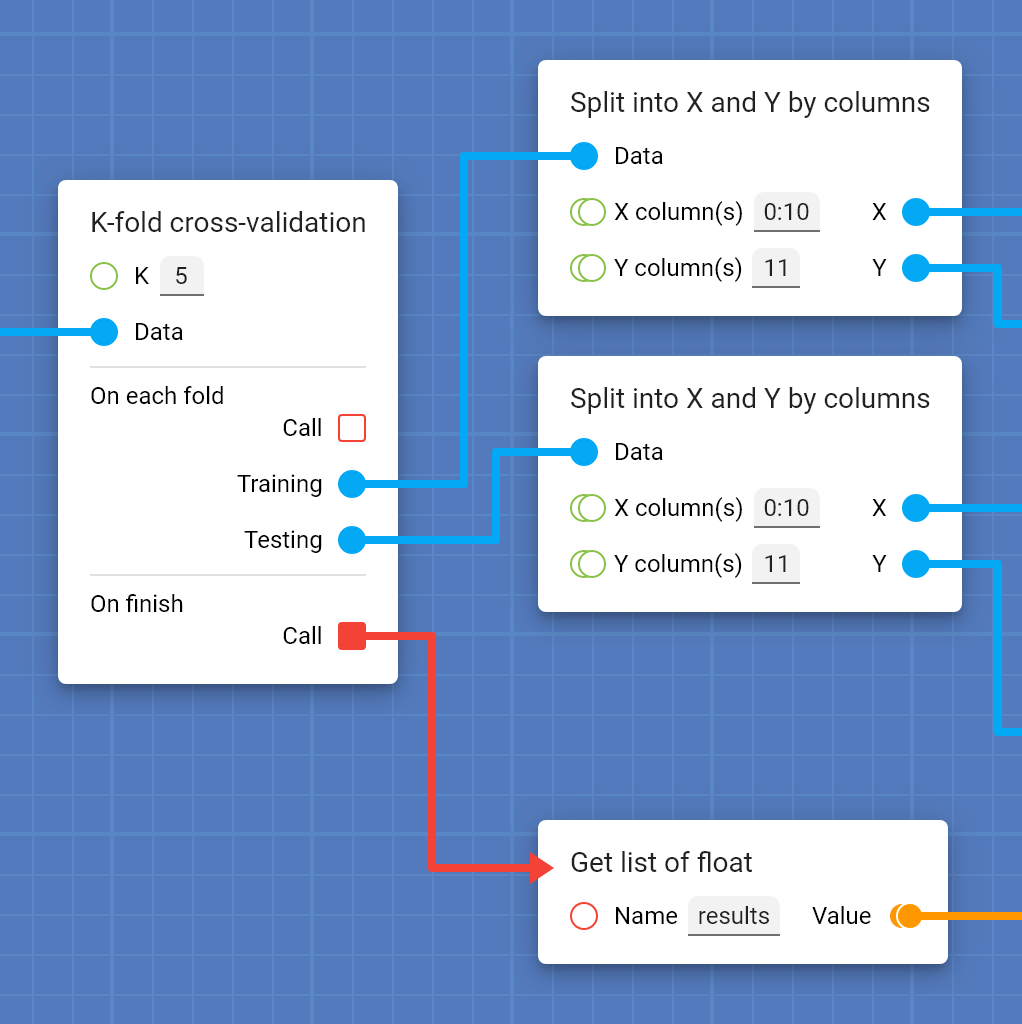 K-fold cross-validation
K 5
Data
On each fold
Call
Training
Testing
On finish
Call
Split into X and Y by columns
Data
X column(s) 0:10 X
Y column(s) 11 Y
Split into X and Y by columns
Data
X column(s) 0:10 X
Y column(s) 11 Y
Get list of float
Name results Value